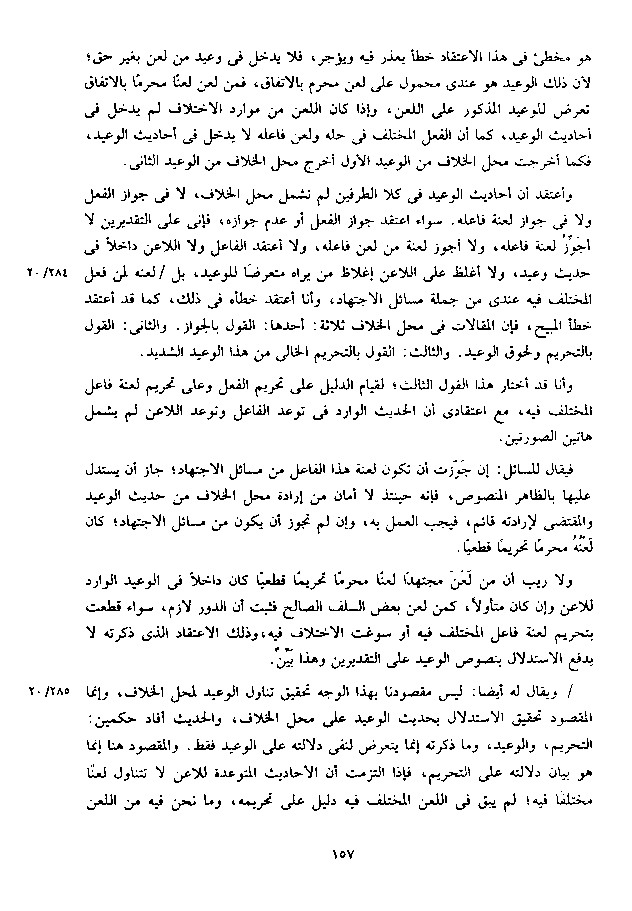 هو مخطئ فى هذا الاعتقاد خطأ يعذر فيه ويؤجر، فلا يدخل فى وعيد من لعن بغير حق؛
لأن ذلك الوعيد هو عندى محمول على لعن محرم بالاتفاق، فمن لعن لعنًا محرمًا بالاتفاق
تعرض للوعيد المذكور على اللعن، وإذا كان اللعن من موارد الاختلاف لم يدخل فى
أحاديث الوعيد، كما أن الفعل المختلف فى حله ولعن فاعله لا يدخل فى أحاديث الوعيد،
فكما أخرجت محل الخلاف من الوعيد الأول أخرج محل الخلاف من الوعيد الثانى.
وأعتقد أن أحاديث الوعيد فى كلا الطرفين لم تشمل محل الخلاف، لا فى جواز الفعل
ولا فى جواز لعنة فاعله. سواء اعتقد جواز الفعل أو عدم جوازه، فإنى على التقديرين لا
أجَوِّزُ لعنة فاعله، ولا أجوز لعنة من لعن فاعله، ولا أعتقد الفاعل ولا اللاعن داخلاً فى
حديث وعيد، ولا أغلظ على اللاعن إغلاظ من يراه متعرضًا للوعيد، بل / لعنه لمن فعل ٢٠/٢٨٤
المختلف فيه عندى من جملة مسائل الاجتهاد، وأنا أعتقد خطأه فى ذلك، كما قد أعتقد
خطأ المبيح، فإن المقالات فى محل الخلاف ثلاثة: أحدها: القول بالجواز. والثانى: القول
بالتحريم ولحوق الوعيد. والثالث: القول بالتحريم الخالى من هذا الوعيد الشديد.
وأنا قد أختار هذا القول الثالث؛ لقيام الدليل على تحريم الفعل وعلى تحريم لعنة فاعل
المختلف فيه، مع اعتقادى أن الحديث الوارد فى توعد الفاعل وتوعد اللاعن لم يشمل
هاتين الصورتين.
فيقال للسائل: إن جَوَّزت أن تكون لعنة هذا الفاعل من مسائل الاجتهاد؛ جاز أن يستدل
عليها بالظاهر المنصوص، فإنه حينئذ لا أمان من إرادة محل الخلاف من حديث الوعيد
والمقتضى لإرادته قائم، فيجب العمل به، وإن لم تجوز أن يكون من مسائل الاجتهاد؛ كان
لَعْنُهُ محرمًا تحريمًا قطعيًا.
ولا ريب أن من لَعَنَ مجتهدًا لعنًا محرمًا تحريمًا قطعيًا كان داخلاً فى الوعيد الوارد
للاعن وإن كان متأولاً، كمن لعن بعض السلف الصالح فثبت أن الدور لازم، سواء قطعت
بتحريم لعنة فاعل المختلف فيه أو سوغت الاختلاف فيه،وذلك الاعتقاد الذى ذكرته لا
يدفع الاستدلال بنصوص الوعيد على التقديرين وهذا بَيِّنٌ.
/ ويقال له أيضا: ليس مقصودنا بهذا الوجه تحقيق تناول الوعيد لمحل الخلاف، وإنما ٢٠/٢٨٥
المقصود تحقيق الاستدلال بحديث الوعيد على محل الخلاف، والحديث أفاد حكمين:
التحريم، والوعيد، وما ذكرته إنما يتعرض لنفى دلالته على الوعيد فقط. والمقصود هنا إنما
هو بيان دلالته على التحريم، فإذا التزمت أن الأحاديث المتوعدة للاعن لا تتناول لعنًا
مختلفًا فيه؛ لم يبق فى اللعن المختلف فيه دليل على تحريمه، وما نحن فيه من اللعن
١٥٧